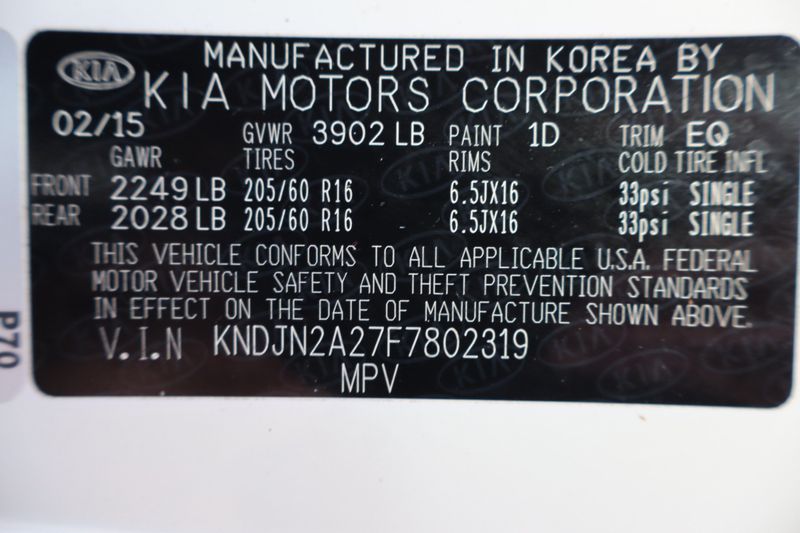 KIA MANUFACTURED IN KOREA BY
KIA MOTORS CORPORATION
02/15 GVWR 3902 LB PAINT 1D TRIM EQ
GAWR TIRES RIMS COLD TIRE INFL
FRONT 2249 LB 205/60 R16 6.5JX16 33psi SINGLE
REAR 2028 LB 205/60 R16 6.5JX16 33psi SINGLE
THIS VEHICLE CONFORMS TO ALL APPLICABLE U.S.A. FEDERAL
MOTOR VEHICLE SAFETY AND THEFT PREVENTION STANDARDS
IN EFFECT ON THE DATE OF MANUFACTURE SHOWN ABOVE.
V.I.N KNDJN2A27F7802319
MPV
P70